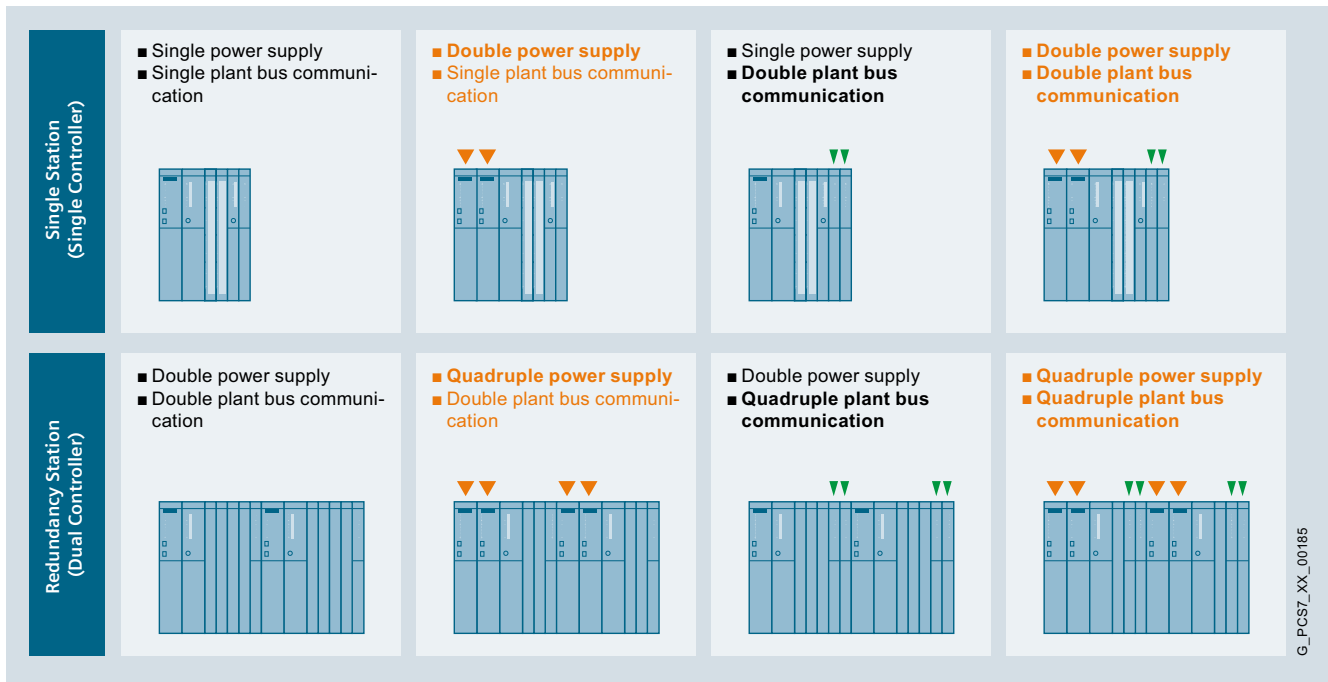 Single Station
(Single Controller)
■ Single power supply
■ Single plant bus communi-
cation
■ Double power supply
■ Single plant bus communi-
cation
■ Single power supply
■ Double plant bus
communication
■ Double power supply
■ Double plant bus
communication
Redundancy Station
(Dual Controller)
■ Double power supply
■ Double plant bus communi-
cation
■ Quadruple power supply
■ Double plant bus communi-
cation
■ Double power supply
■ Quadruple plant bus
communication
■ Quadruple power supply
■ Quadruple plant bus
communication
G_PCS7_XX_00185